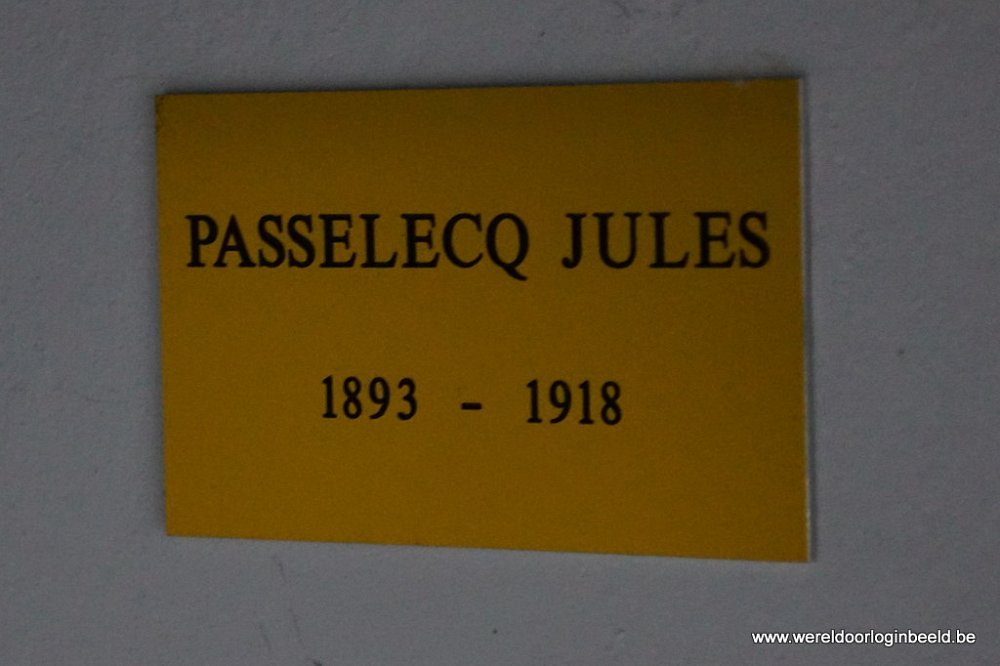 PASSELECQ JULES
1893 - 1918
www.wereldoorloginbeeld.be